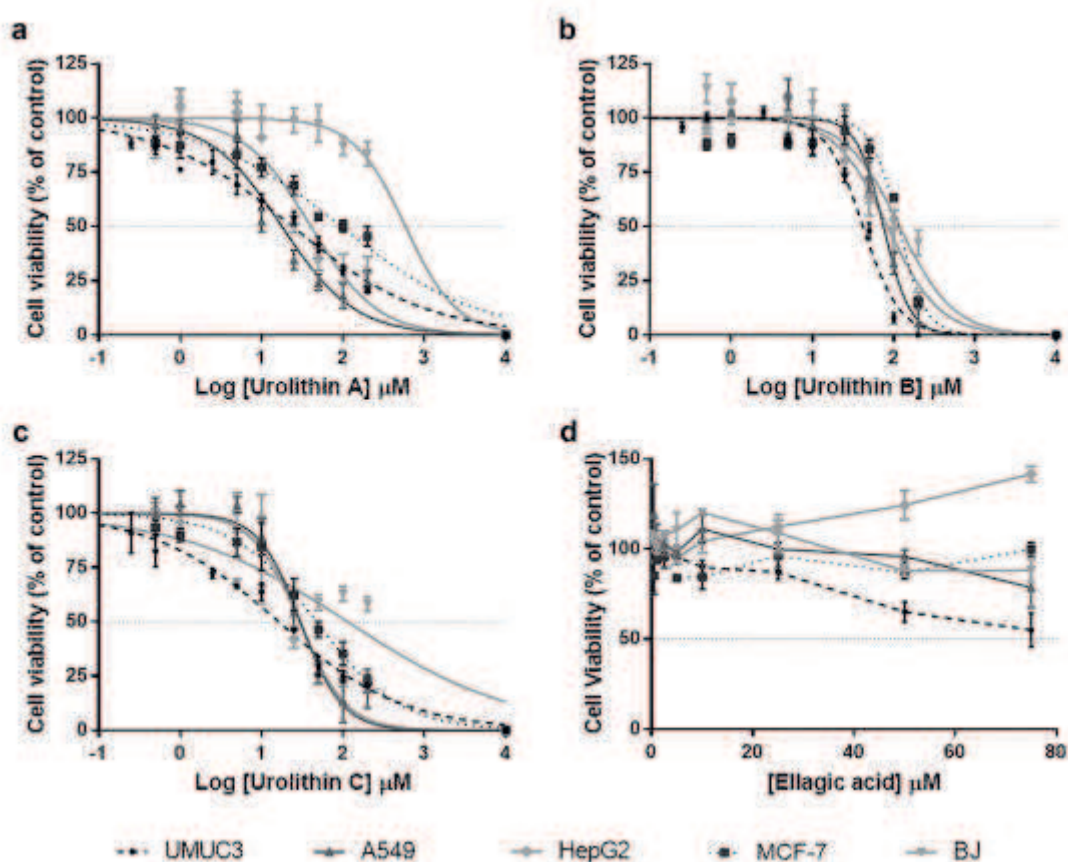 a
125
100
75
50
25
0
Cell viability (% of control)
-1 0 1 2 3 4
Log [Urolithin A] µM
b
125
100
75
50
25
0
Cell viability (% of control)
-1 0 1 2 3 4
Log [Urolithin B] µM
c
125
100
75
50
25
0
Cell viability (% of control)
-1 0 1 2 3 4
Log [Urolithin C] µM
d
150
100
50
0
Cell Viability (% of control)
0 20 40 60 80
[Ellagic acid] µM
UMUC3 A549 HepG2 MCF-7 BJ